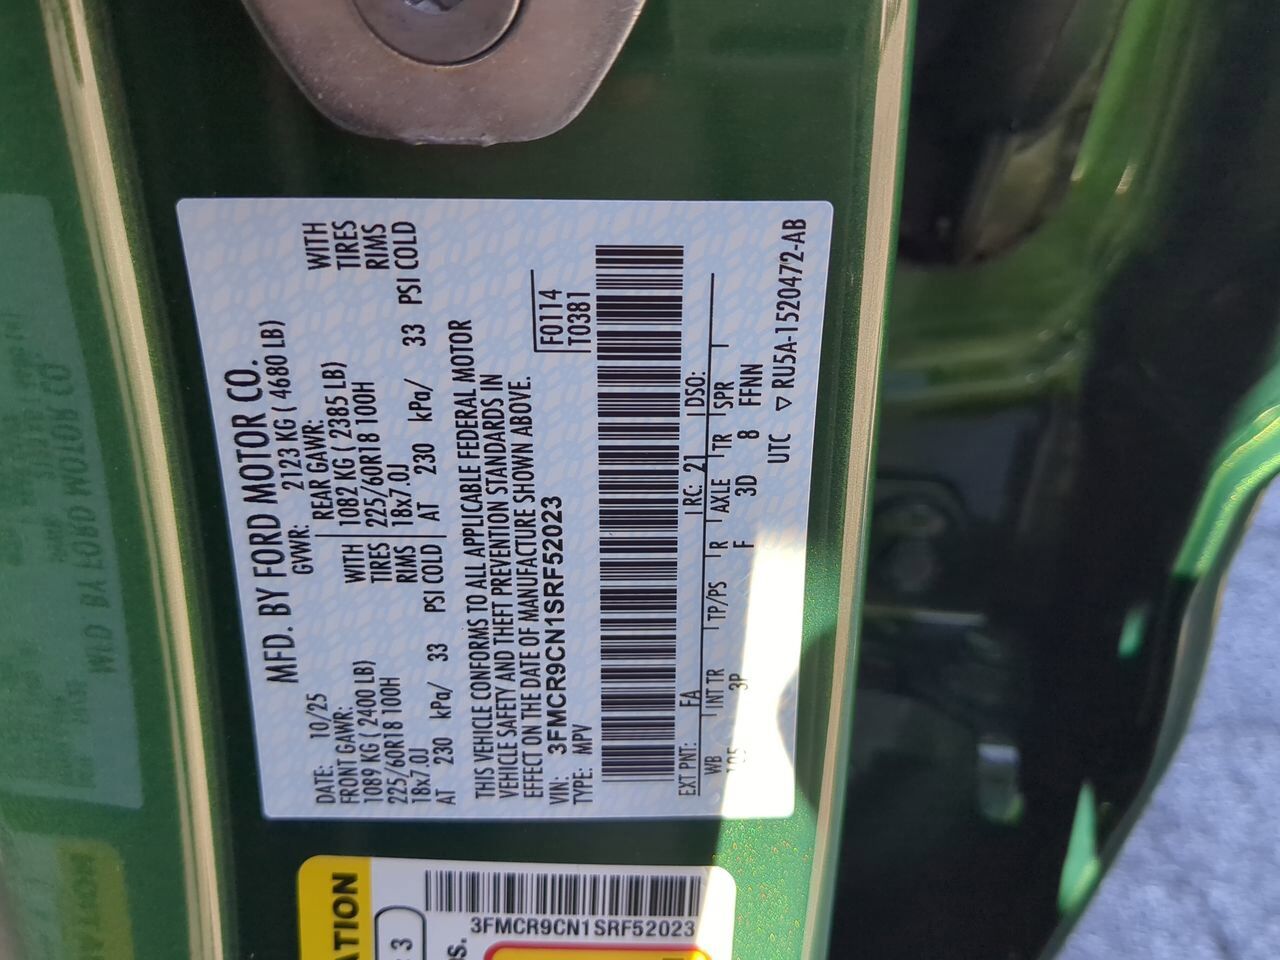 MFD. BY FORD MOTOR CO.
DATE: 10/25
GVWR: 2123 KG ( 4680 LB)
FRONT GAWR:
REAR GAWR:
1089 KG ( 2400 LB)
WITH
1082 KG ( 2385 LB)
WITH
225/60R18 100H
TIRES
225/60R18 100H
TIRES
18x7.0J
RIMS
18x7.0J
RIMS
AT 230 kPa/ 33 PSI COLD
AT 230 kPa/ 33 PSI COLD
THIS VEHICLE CONFORMS TO ALL APPLICABLE FEDERAL MOTOR
VEHICLE SAFETY AND THEFT PREVENTION STANDARDS IN
EFFECT ON THE DATE OF MANUFACTURE SHOWN ABOVE.
VIN: 3FMCR9CN1SRF52023
TYPE: MPV
F0114
T0381
EXT PNT: FA RC: 21 DSO:
WB INT TR TP/PS R AXLE TR SPR
105 3P F 3D 8 FFNN
UTC ▽ RU5A-1520472-AB
3FMCR9CN1SRF52023